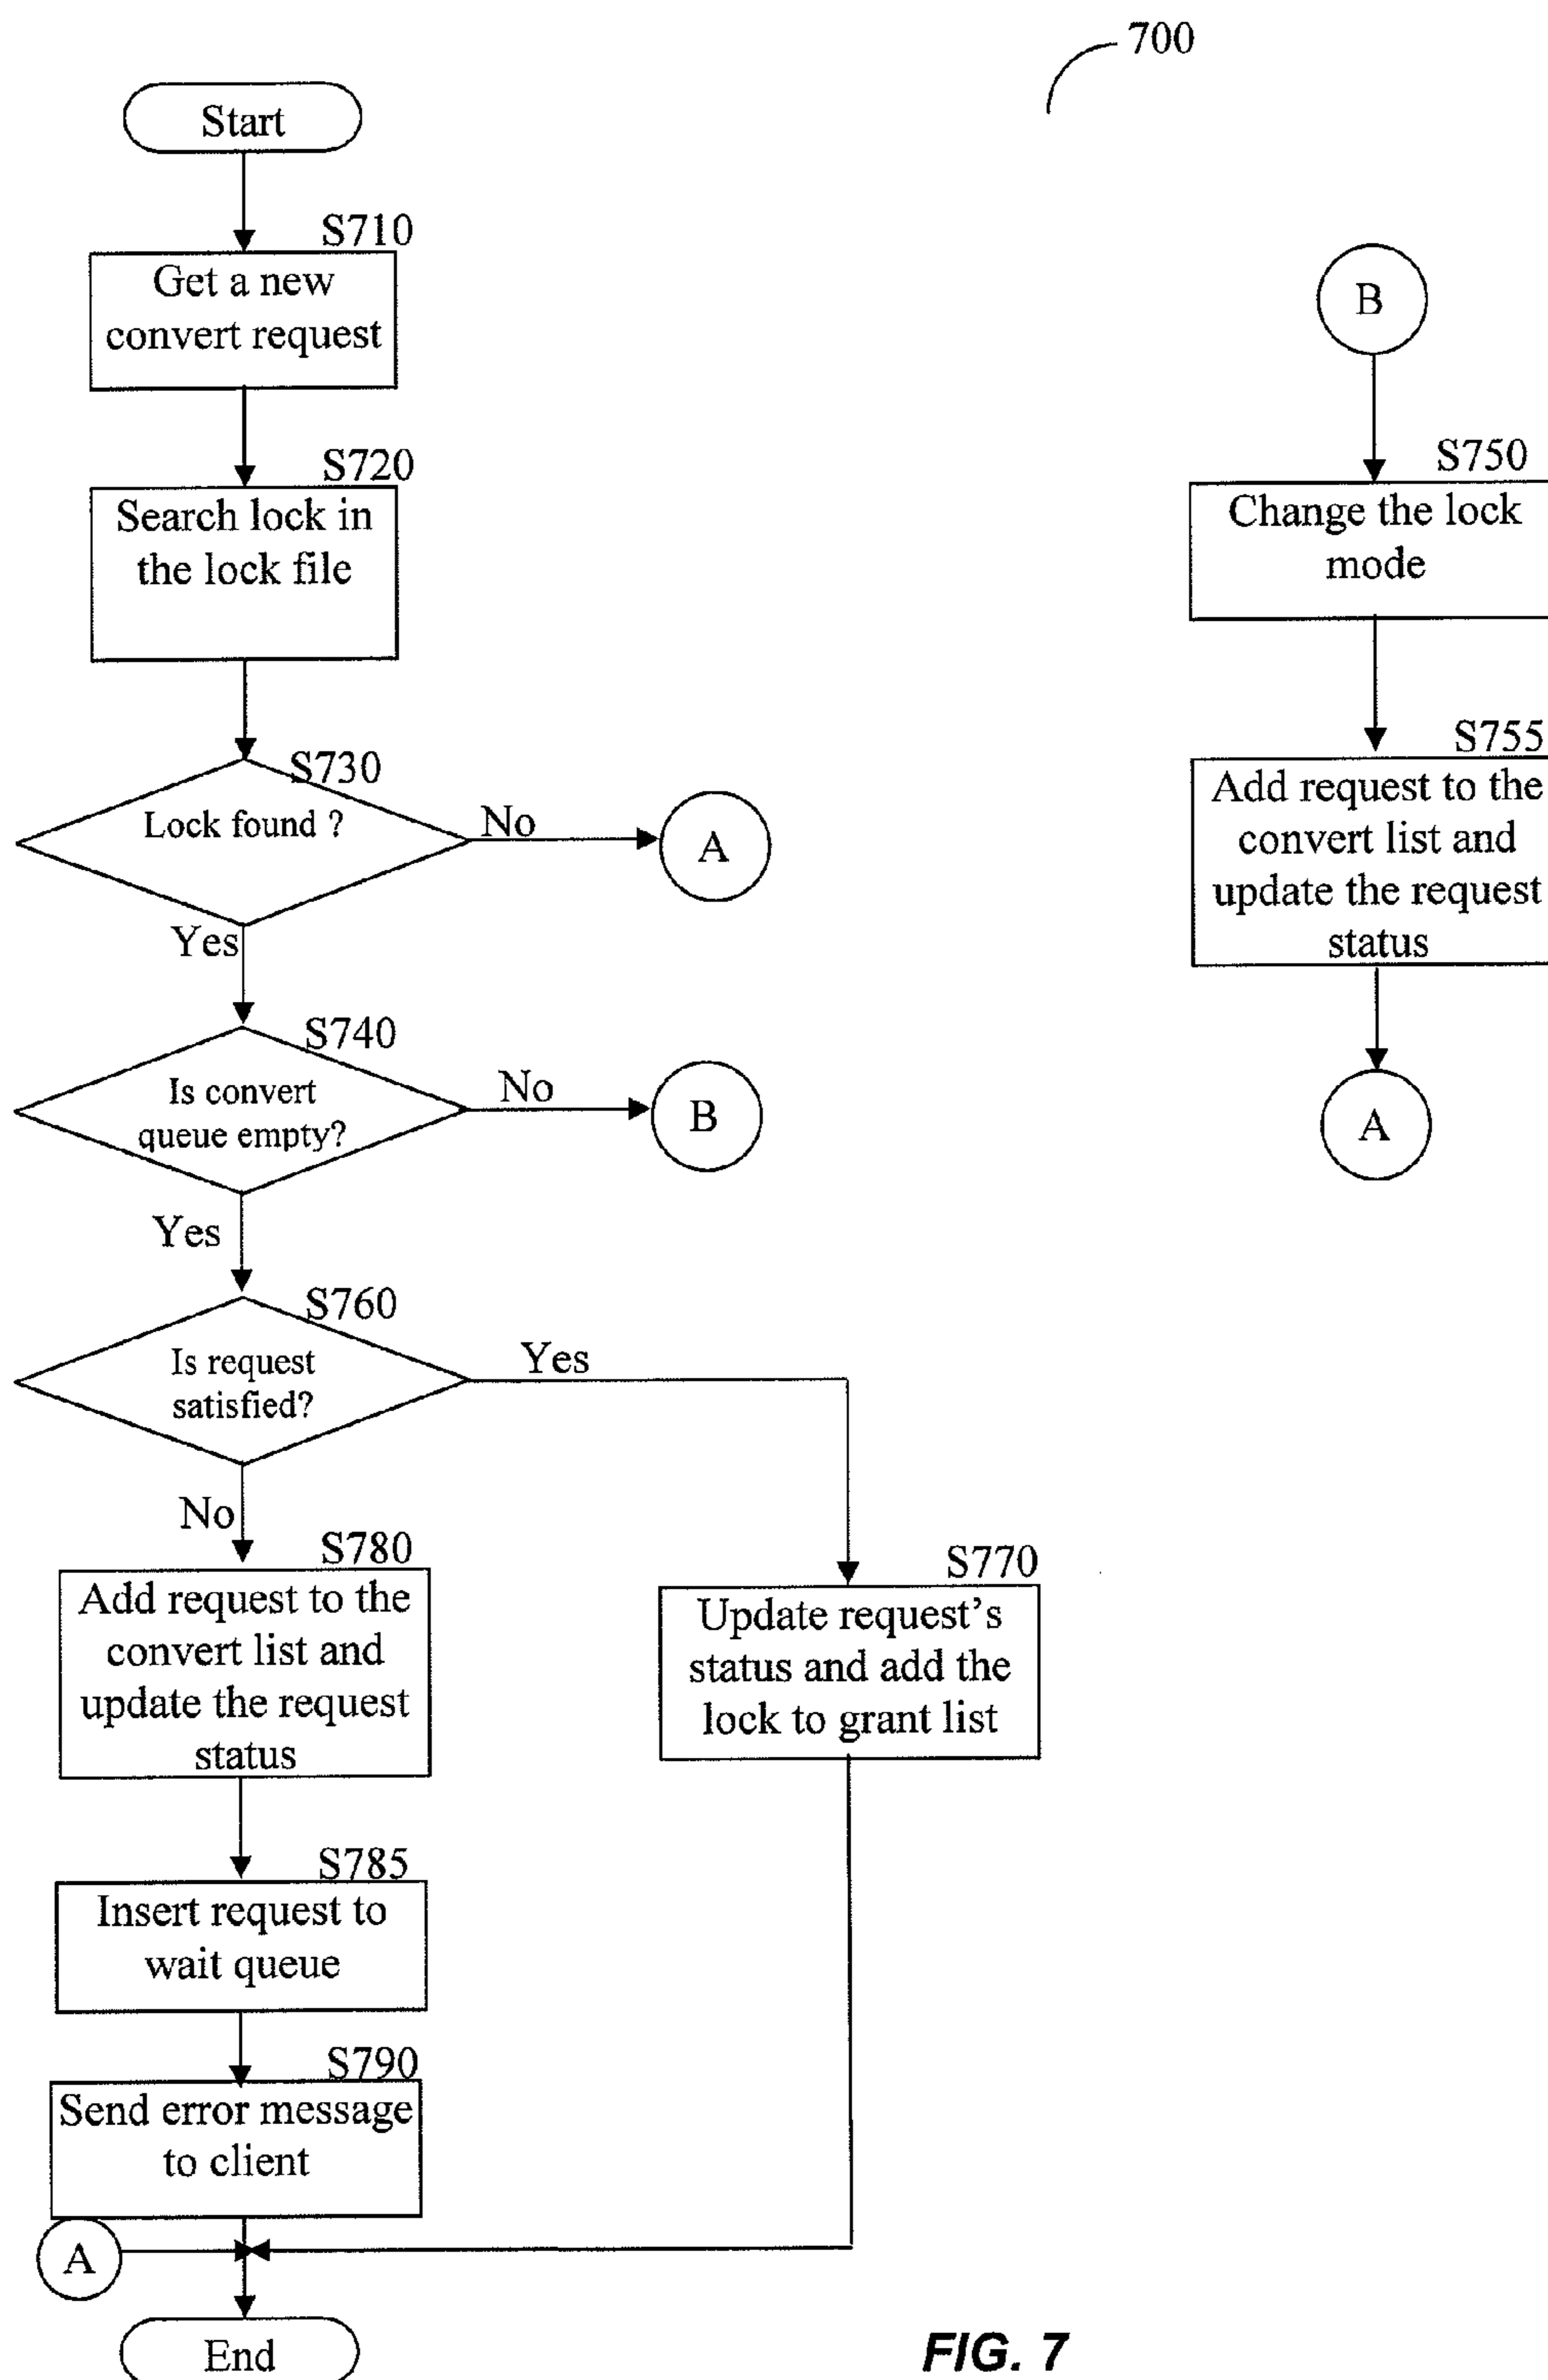 700
Start
S710
Get a new
convert request
S720
Search lock in
the lock file
S730
Lock found ?
No
A
Yes
S740
Is convert
queue empty?
No
B
Yes
S760
Is request
satisfied?
Yes
No
S780
Add request to the
convert list and
update the request
status
S770
Update request's
status and add the
lock to grant list
S785
Insert request to
wait queue
S790
Send error message
to client
A
End
B
S750
Change the lock
mode
S755
Add request to the
convert list and
update the request
status
A
FIG. 7